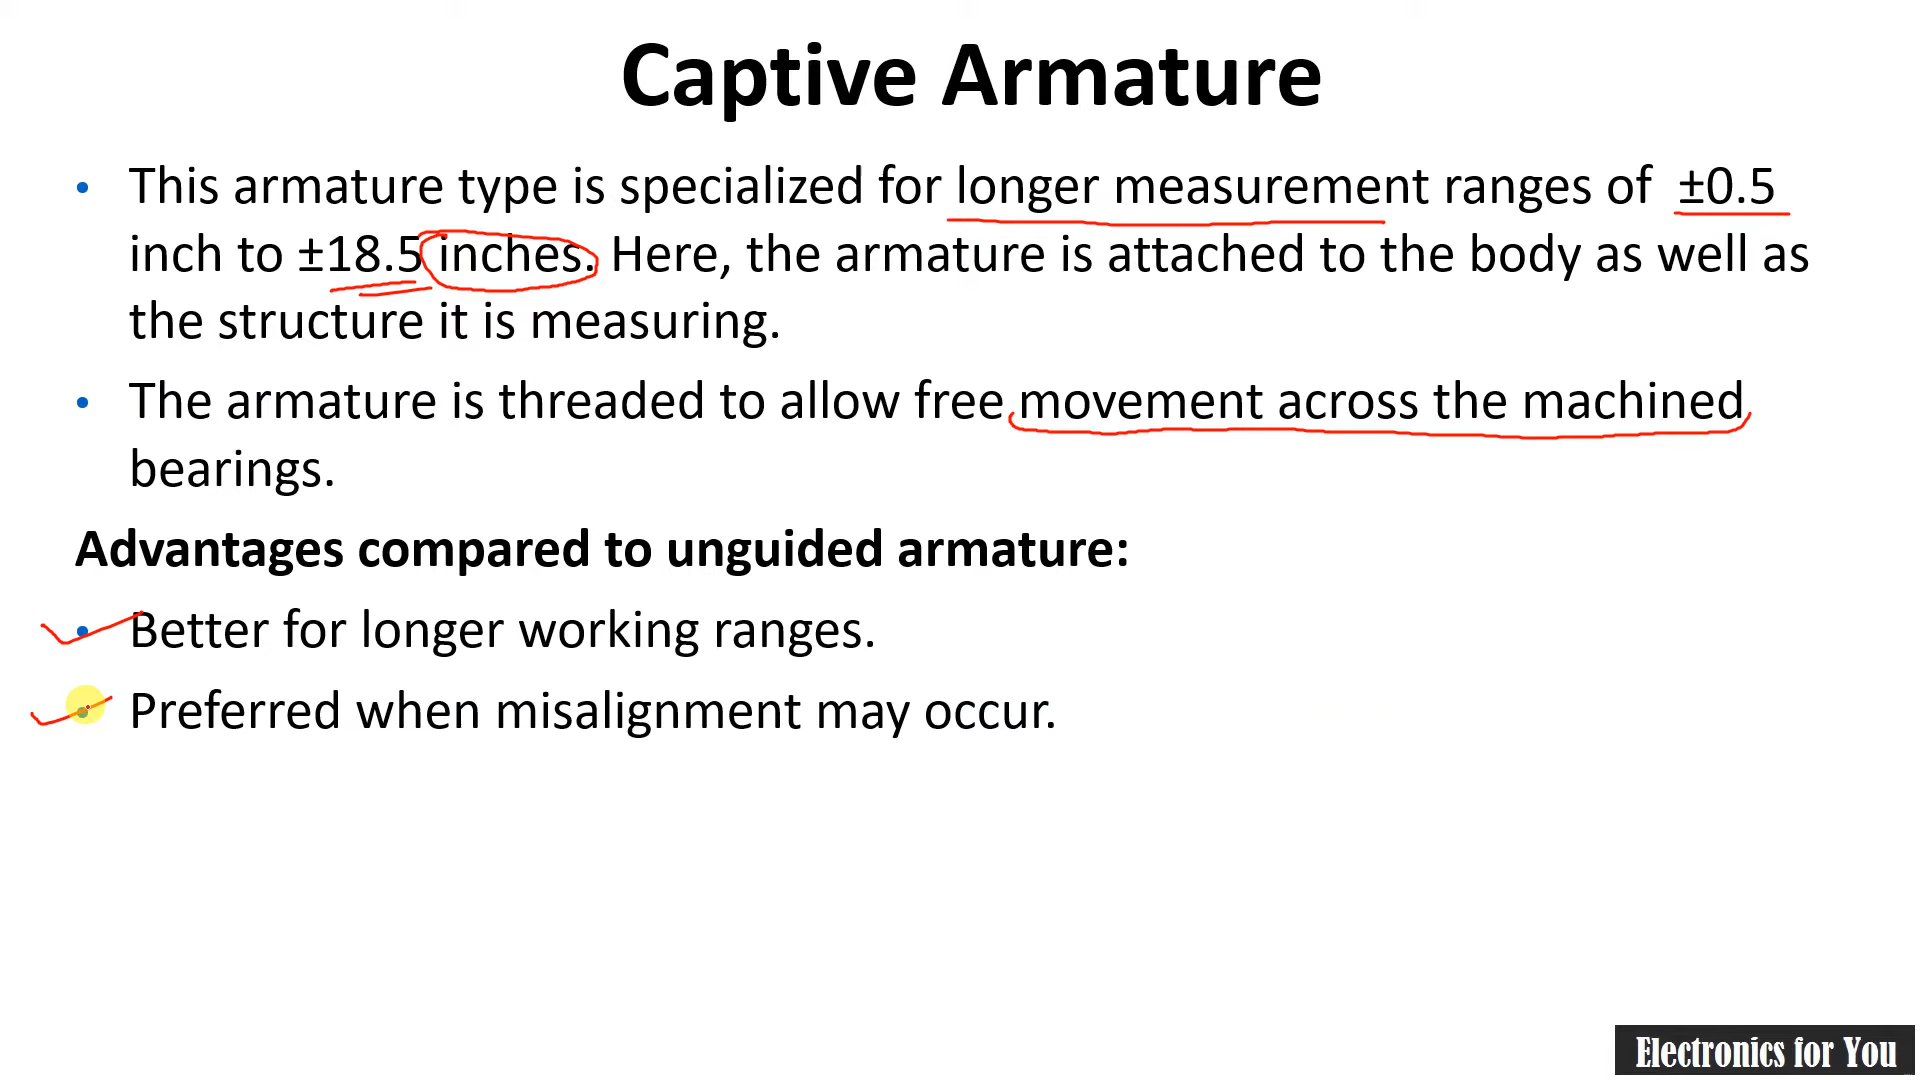 Captive Armature
• This armature type is specialized for longer measurement ranges of ±0.5
inch to ±18.5 inches. Here, the armature is attached to the body as well as
the structure it is measuring.
• The armature is threaded to allow free movement across the machined
bearings.
Advantages compared to unguided armature:
• Better for longer working ranges.
• Preferred when misalignment may occur.
Electronics for You